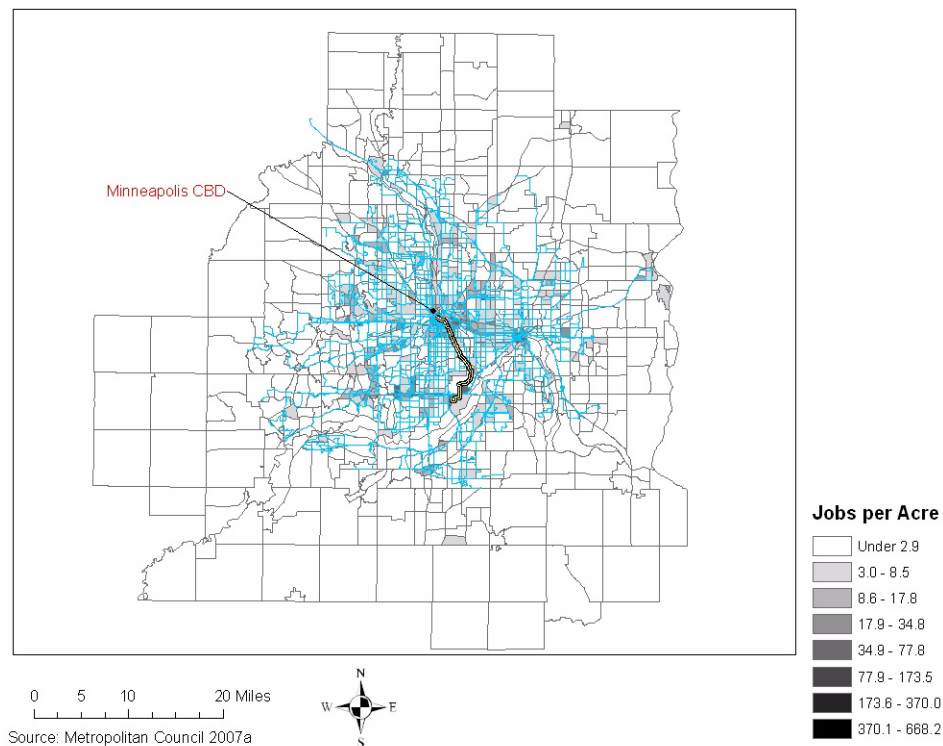 Minneapolis CBD
Jobs per Acre
Under 2.9
3.0 - 8.5
8.6 - 17.8
17.9 - 34.8
34.9 - 77.8
77.9 - 173.5
173.6 - 370.0
370.1 - 668.2
0 5 10 20 Miles
N
W E
S
Source: Metropolitan Council 2007a